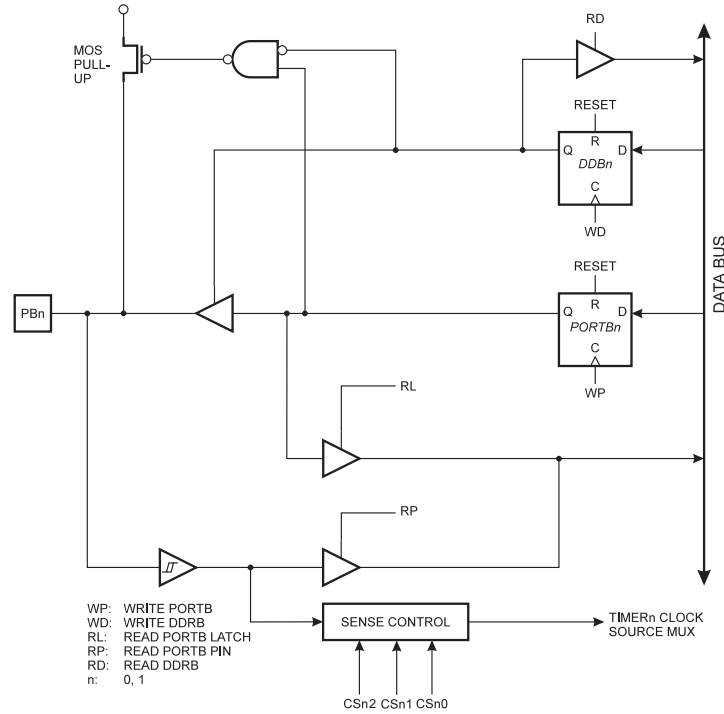 RD
MOS
PULL-
UP
RESET
R
Q
D
DDBn
C
WD
DATA BUS
RESET
R
PBn
Q
D
PORTBn
C
WP
RL
RP
WP: WRITE PORTB
WD: WRITE DDRB
RL: READ PORTB LATCH
RP: READ PORTB PIN
RD: READ DDRB
n: 0, 1
SENSE CONTROL
TIMERn CLOCK
SOURCE MUX
CSn2 CSn1 CSn0